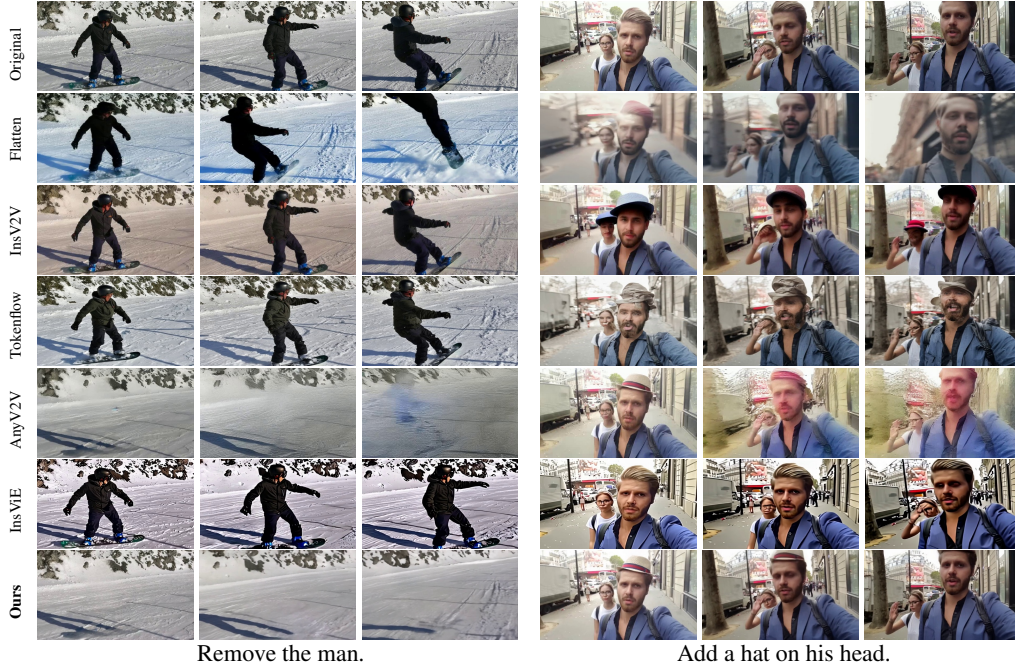 Original
Flatten
InsV2V
Tokenflow
AnyV2V
InsViE
Ours
Remove the man.
Add a hat on his head.